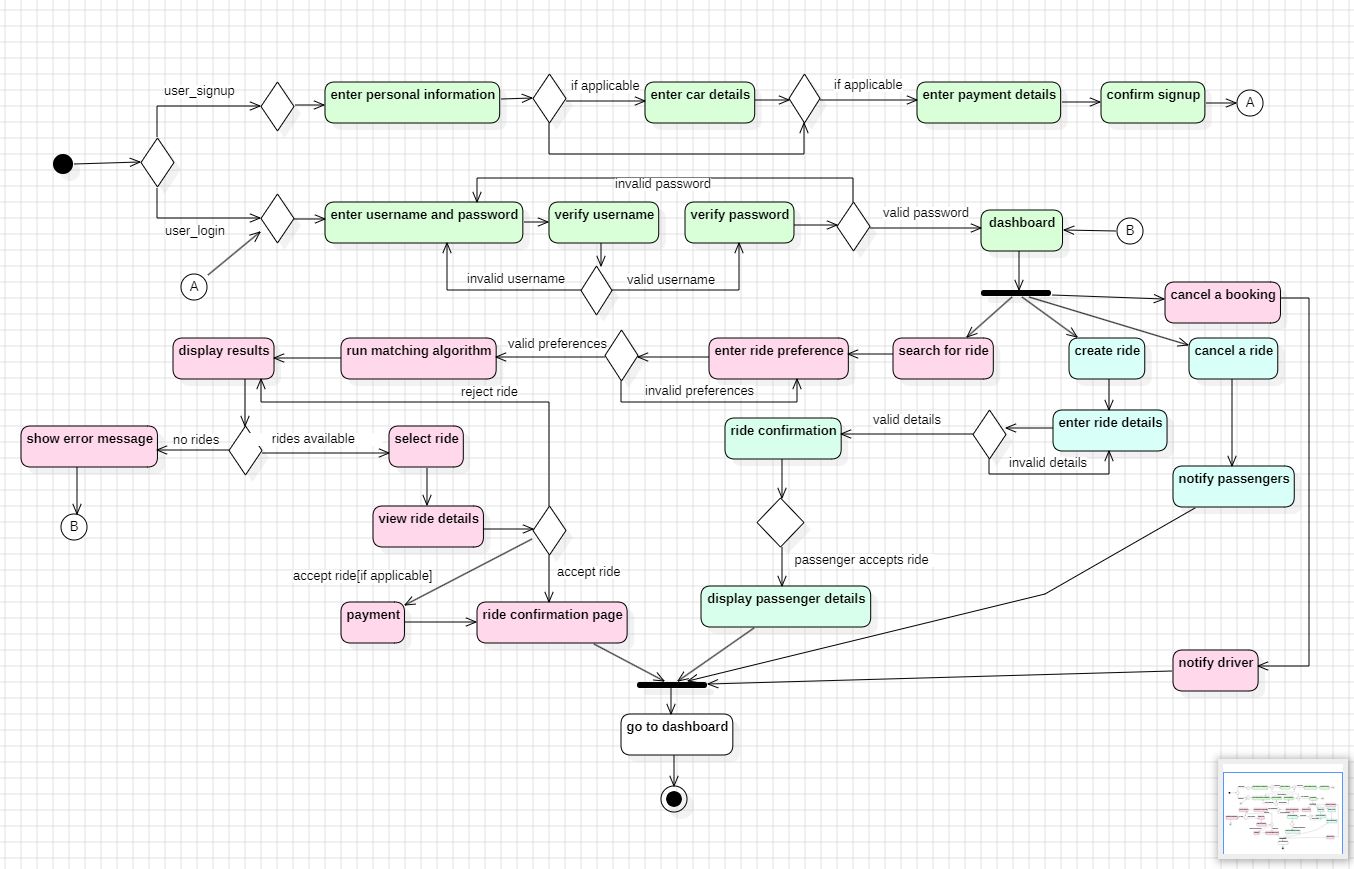 user_signup
if applicable
if applicable
enter personal information
enter car details
enter payment details
confirm signup
A
invalid password
enter username and password
verify username
verify password
valid password
dashboard
B
user_login
A
invalid username
valid username
cancel a booking
display results
run matching algorithm
valid preferences
enter ride preference
search for ride
create ride
cancel a ride
reject ride
invalid preferences
show error message
no rides
rides available
select ride
ride confirmation
valid details
enter ride details
invalid details
notify passengers
B
view ride details
passenger accepts ride
accept ride[if applicable]
accept ride
display passenger details
payment
ride confirmation page
notify driver
go to dashboard